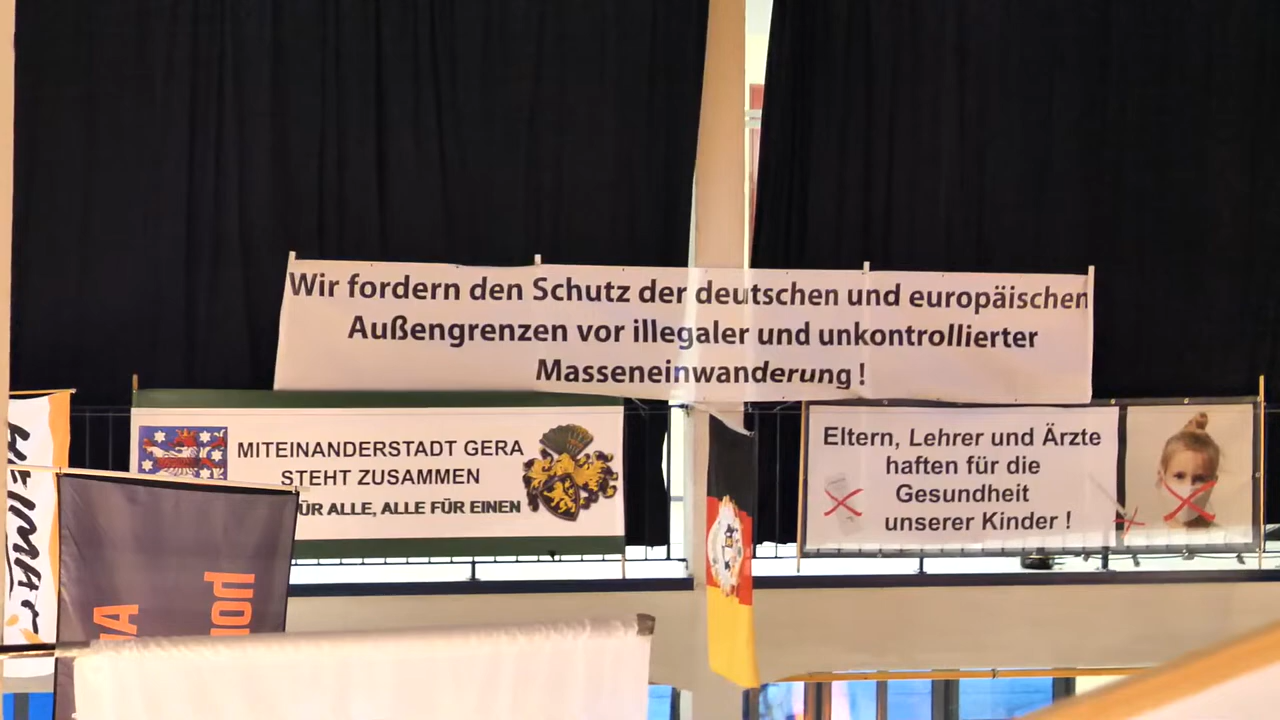 Wir fordern den Schutz der deutschen und europäischen
Außengrenzen vor illegaler und unkontrollierter
Masseneinwanderung !
MITEINANDERSTADT GERA
STEHT ZUSAMMEN
ALLE, ALLE FÜR EINEN
Eltern, Lehrer und Ärzte
haften für die
Gesundheit
unserer Kinder !
HEIMAT